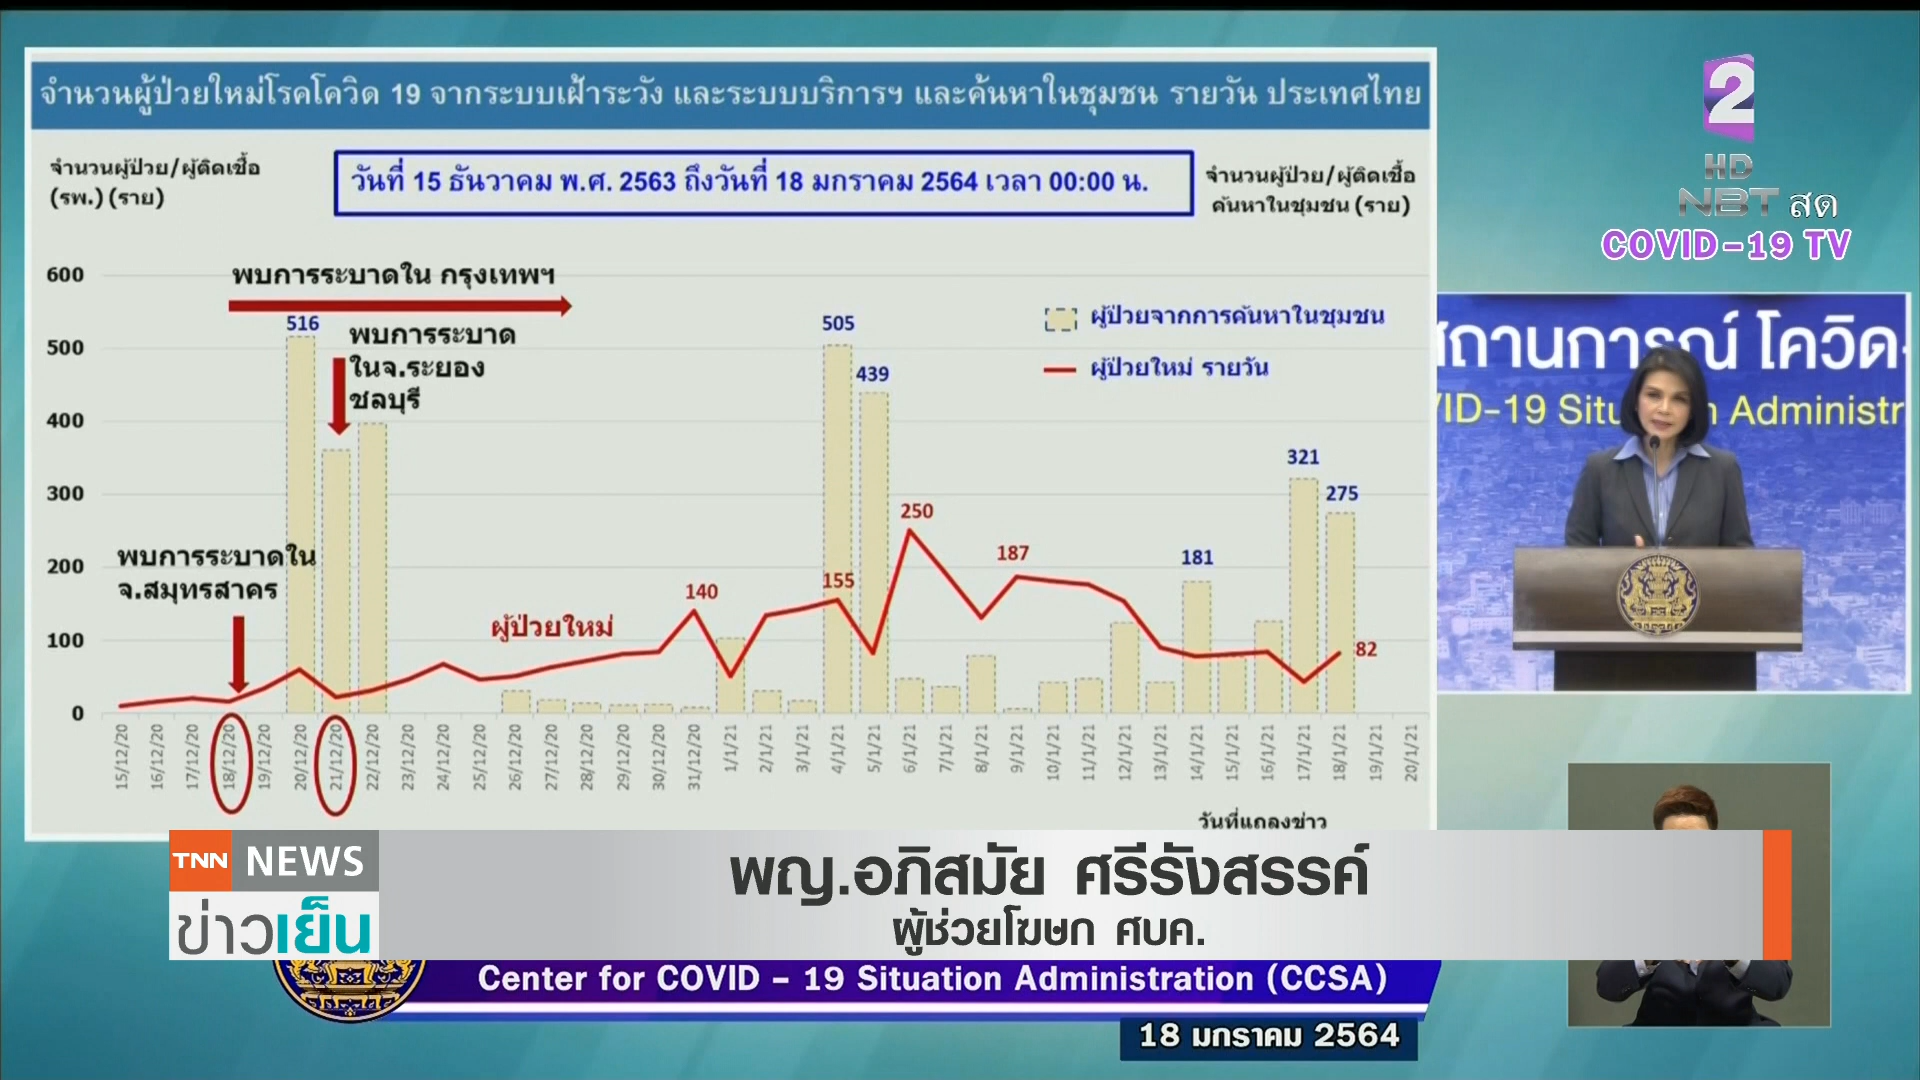 จำนวนผู้ป่วยใหม่โรคโควิด 19 จากระบบเฝ้าระวัง และระบบบริการฯ และค้นหาในชุมชน รายวัน ประเทศไทย
จำนวนผู้ป่วย/ผู้ติดเชื้อ
(รพ.) (ราย)
วันที่ 15 ธันวาคม พ.ศ. 2563 ถึงวันที่ 18 มกราคม 2564 เวลา 00:00 น.
จำนวนผู้ป่วย/ผู้ติดเชื้อ
ค้นหาในชุมชน (ราย)
600
500
400
300
200
100
0
พบการระบาดใน กรุงเทพฯ
พบการระบาด
ในจ.ระยอง
ชลบุรี
พบการระบาดใน
จ.สมุทรสาคร
ผู้ป่วยใหม่
ผู้ป่วยจากการค้นหาในชุมชน
ผู้ป่วยใหม่ รายวัน
516
140
505
155
439
250
187
181
321
275
82
15/12/20
16/12/20
17/12/20
18/12/20
19/12/20
20/12/20
21/12/20
22/12/20
23/12/20
24/12/20
25/12/20
26/12/20
27/12/20
28/12/20
29/12/20
30/12/20
31/12/20
1/1/21
2/1/21
3/1/21
4/1/21
5/1/21
6/1/21
7/1/21
8/1/21
9/1/21
10/1/21
11/1/21
12/1/21
13/1/21
14/1/21
15/1/21
16/1/21
17/1/21
18/1/21
19/1/21
20/1/21
วันที่แถลงข่าว
2
HD
NBT สด
COVID-19 TV
สถานการณ์ โควิด-
VID-19 Situ n Administr
TNN NEWS
ข่าวเย็น
พญ.อภิสมัย ศรีรังสรรค์
ผู้ช่วยโฆษก ศบค.
Center for COVID – 19 Situation Administration (CCSA)
18 มกราคม 2564